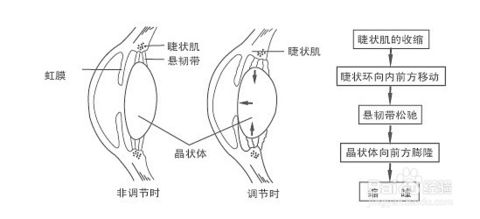 睫状肌
悬韧带
虹膜
晶状体
非调节时
睫状肌
调节时
睫状肌的收缩
睫状环向内前方移动
悬韧带松驰
晶状体向前方膨隆
缩 瞳